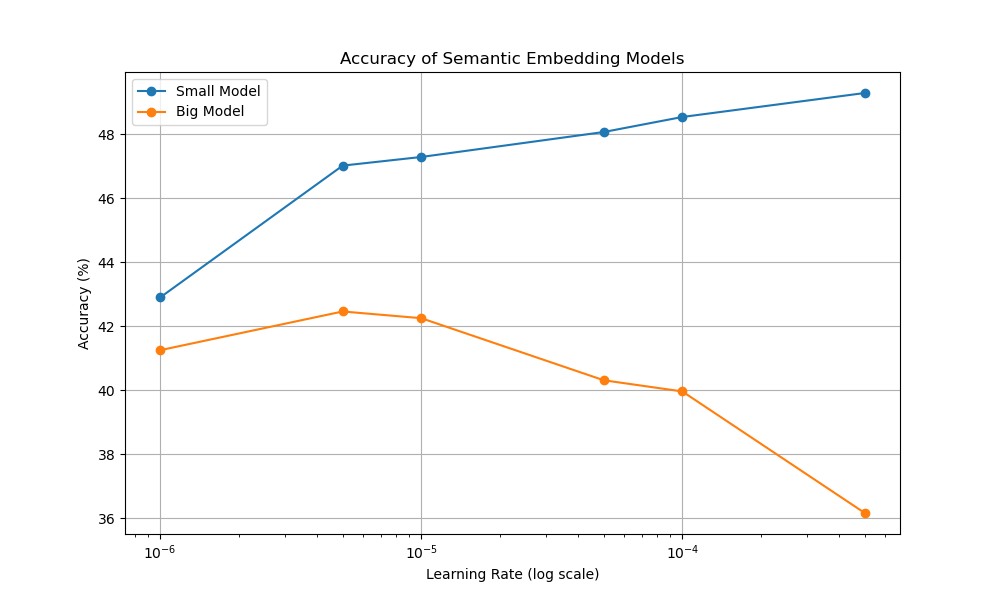 Accuracy of Semantic Embedding Models
Small Model
Big Model
Accuracy (%)
48
46
44
42
40
38
36
10⁻⁶
10⁻⁵
10⁻⁴
Learning Rate (log scale)